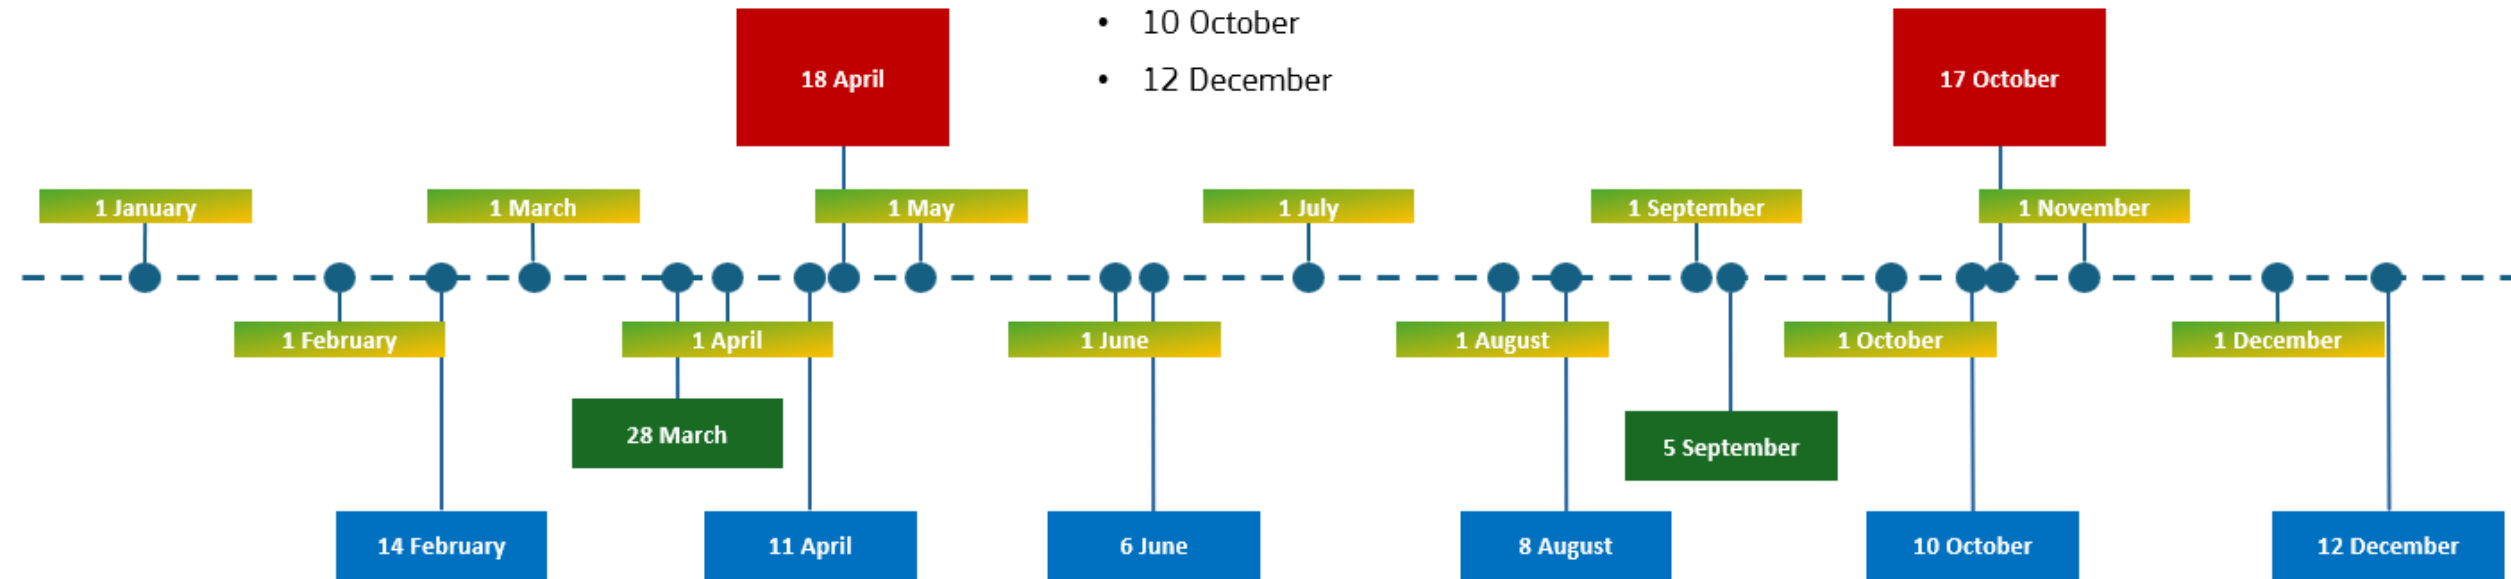 • 10 October
• 12 December
18 April
17 October
1 January
1 March
1 May
1 July
1 September
1 November
1 February
1 April
1 June
1 August
1 October
1 December
28 March
5 September
14 February
11 April
6 June
8 August
10 October
12 December